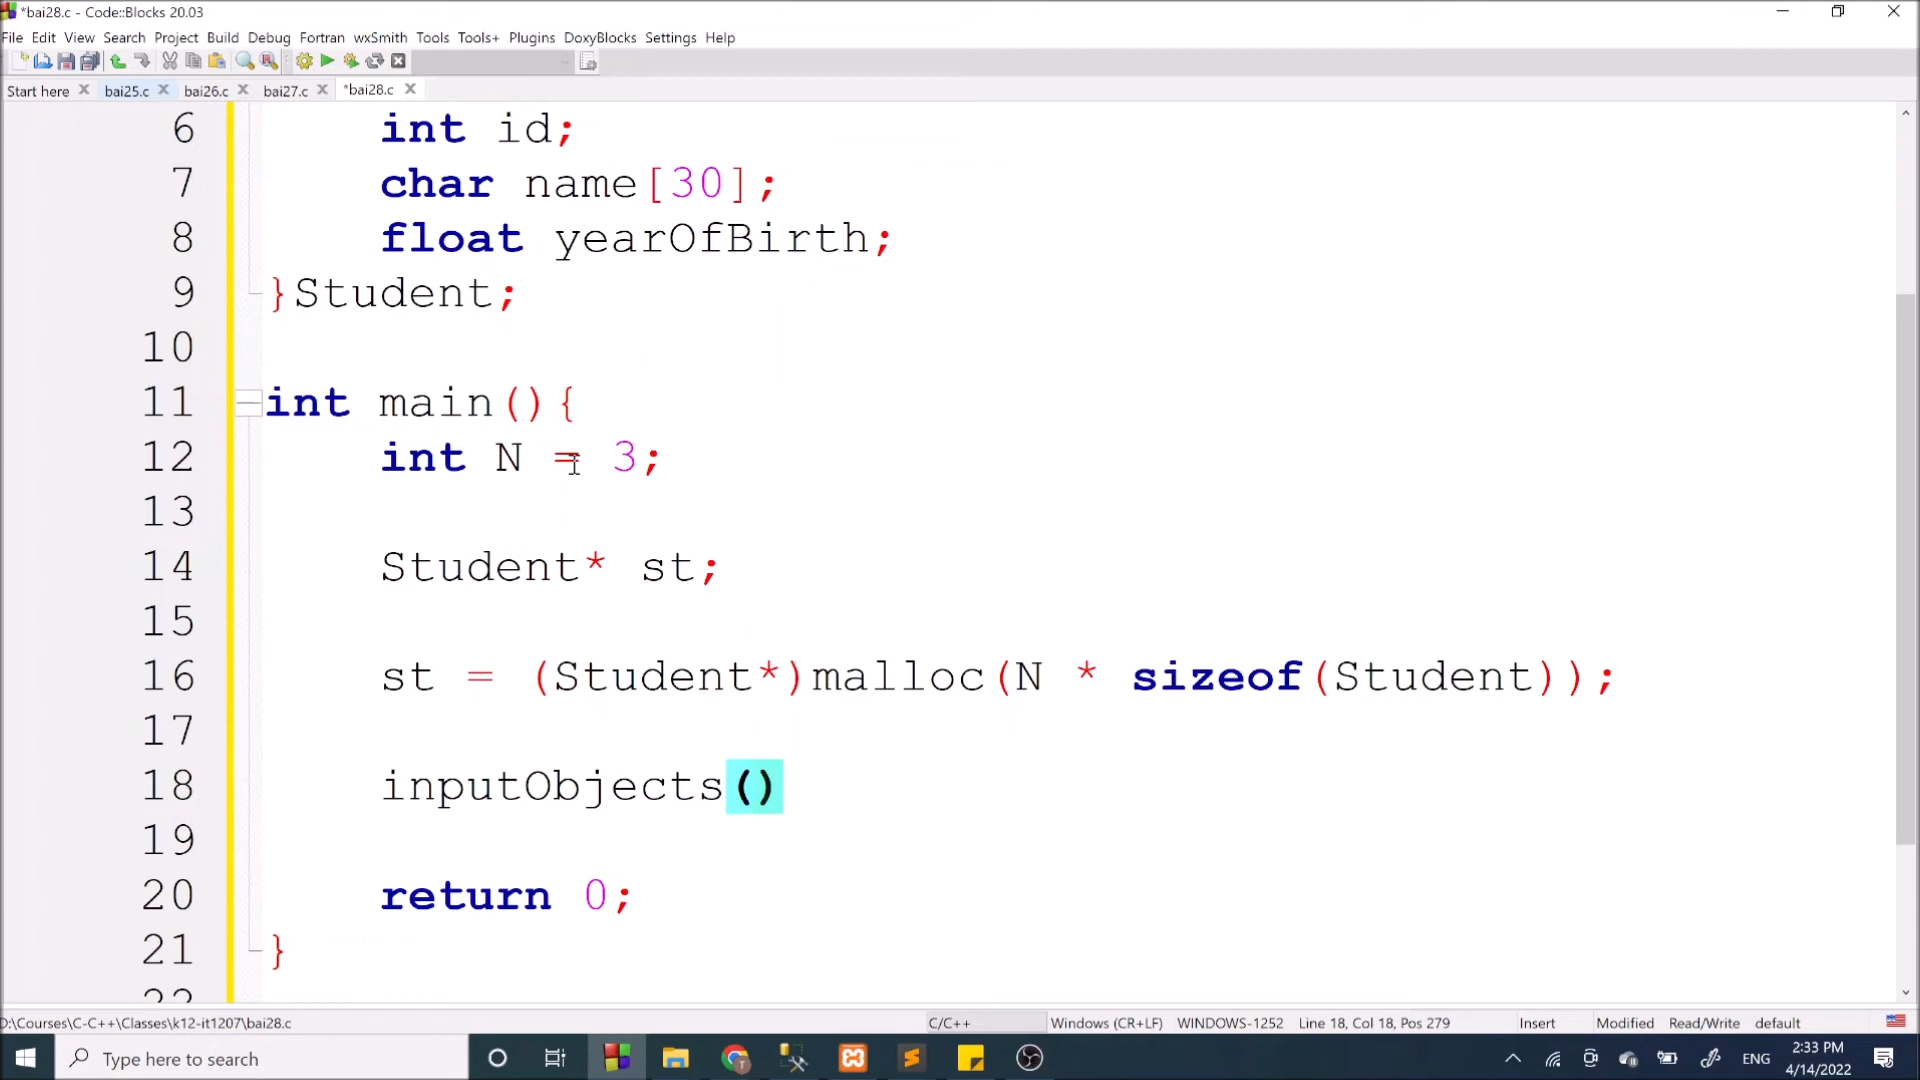 *bai28.c - Code::Blocks 20.03
File Edit View Search Project Build Debug Fortran wxSmith Tools Tools+ Plugins DoxyBlocks Settings Help
Start here bai25.c bai26.c bai27.c *bai28.c
6 int id;
7 char name[30];
8 float yearOfBirth;
9 }Student;
10
11 int main(){
12 int N = 3;
13
14 Student* st;
15
16 st = (Student*)malloc(N * sizeof(Student));
17
18 inputObjects()
19
20 return 0;
21 }
22
D:\Courses\C-C++\Classes\k12-it1207\bai28.c C/C++ Windows (CR+LF) WINDOWS-1252 Line 18, Col 18, Pos 279 Insert Modified Read/Write default
Type here to search ENG 2:33 PM
4/14/2022